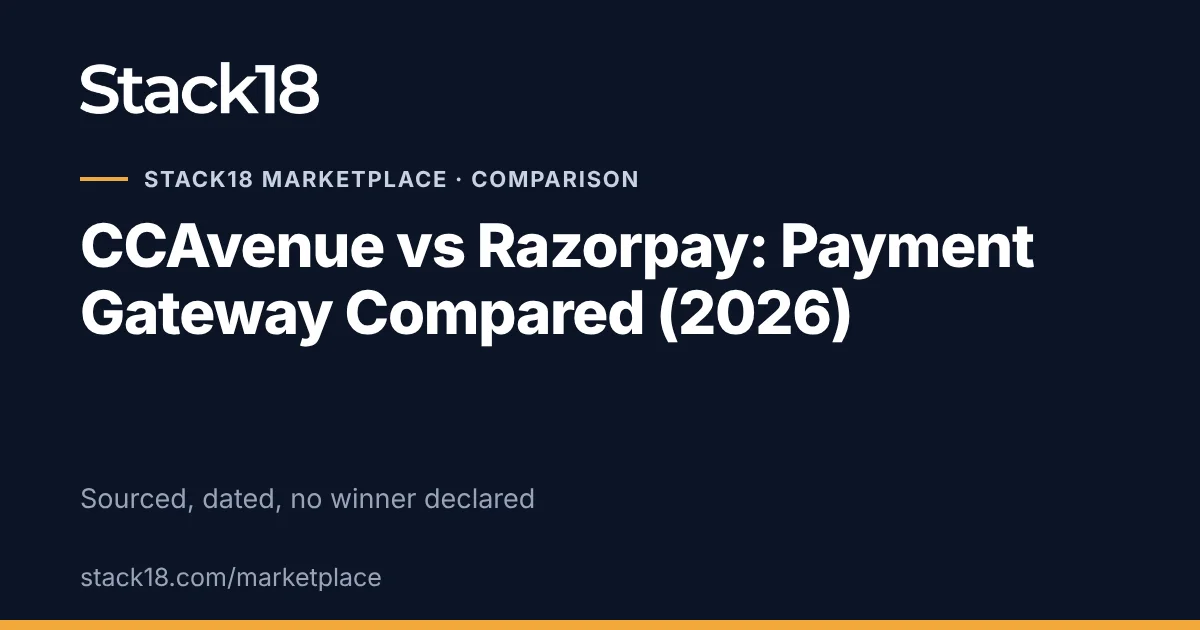 Stack18
STACK18 MARKETPLACE · COMPARISON
CCAvenue vs Razorpay: Payment
Gateway Compared (2026)
Sourced, dated, no winner declared
stack18.com/marketplace